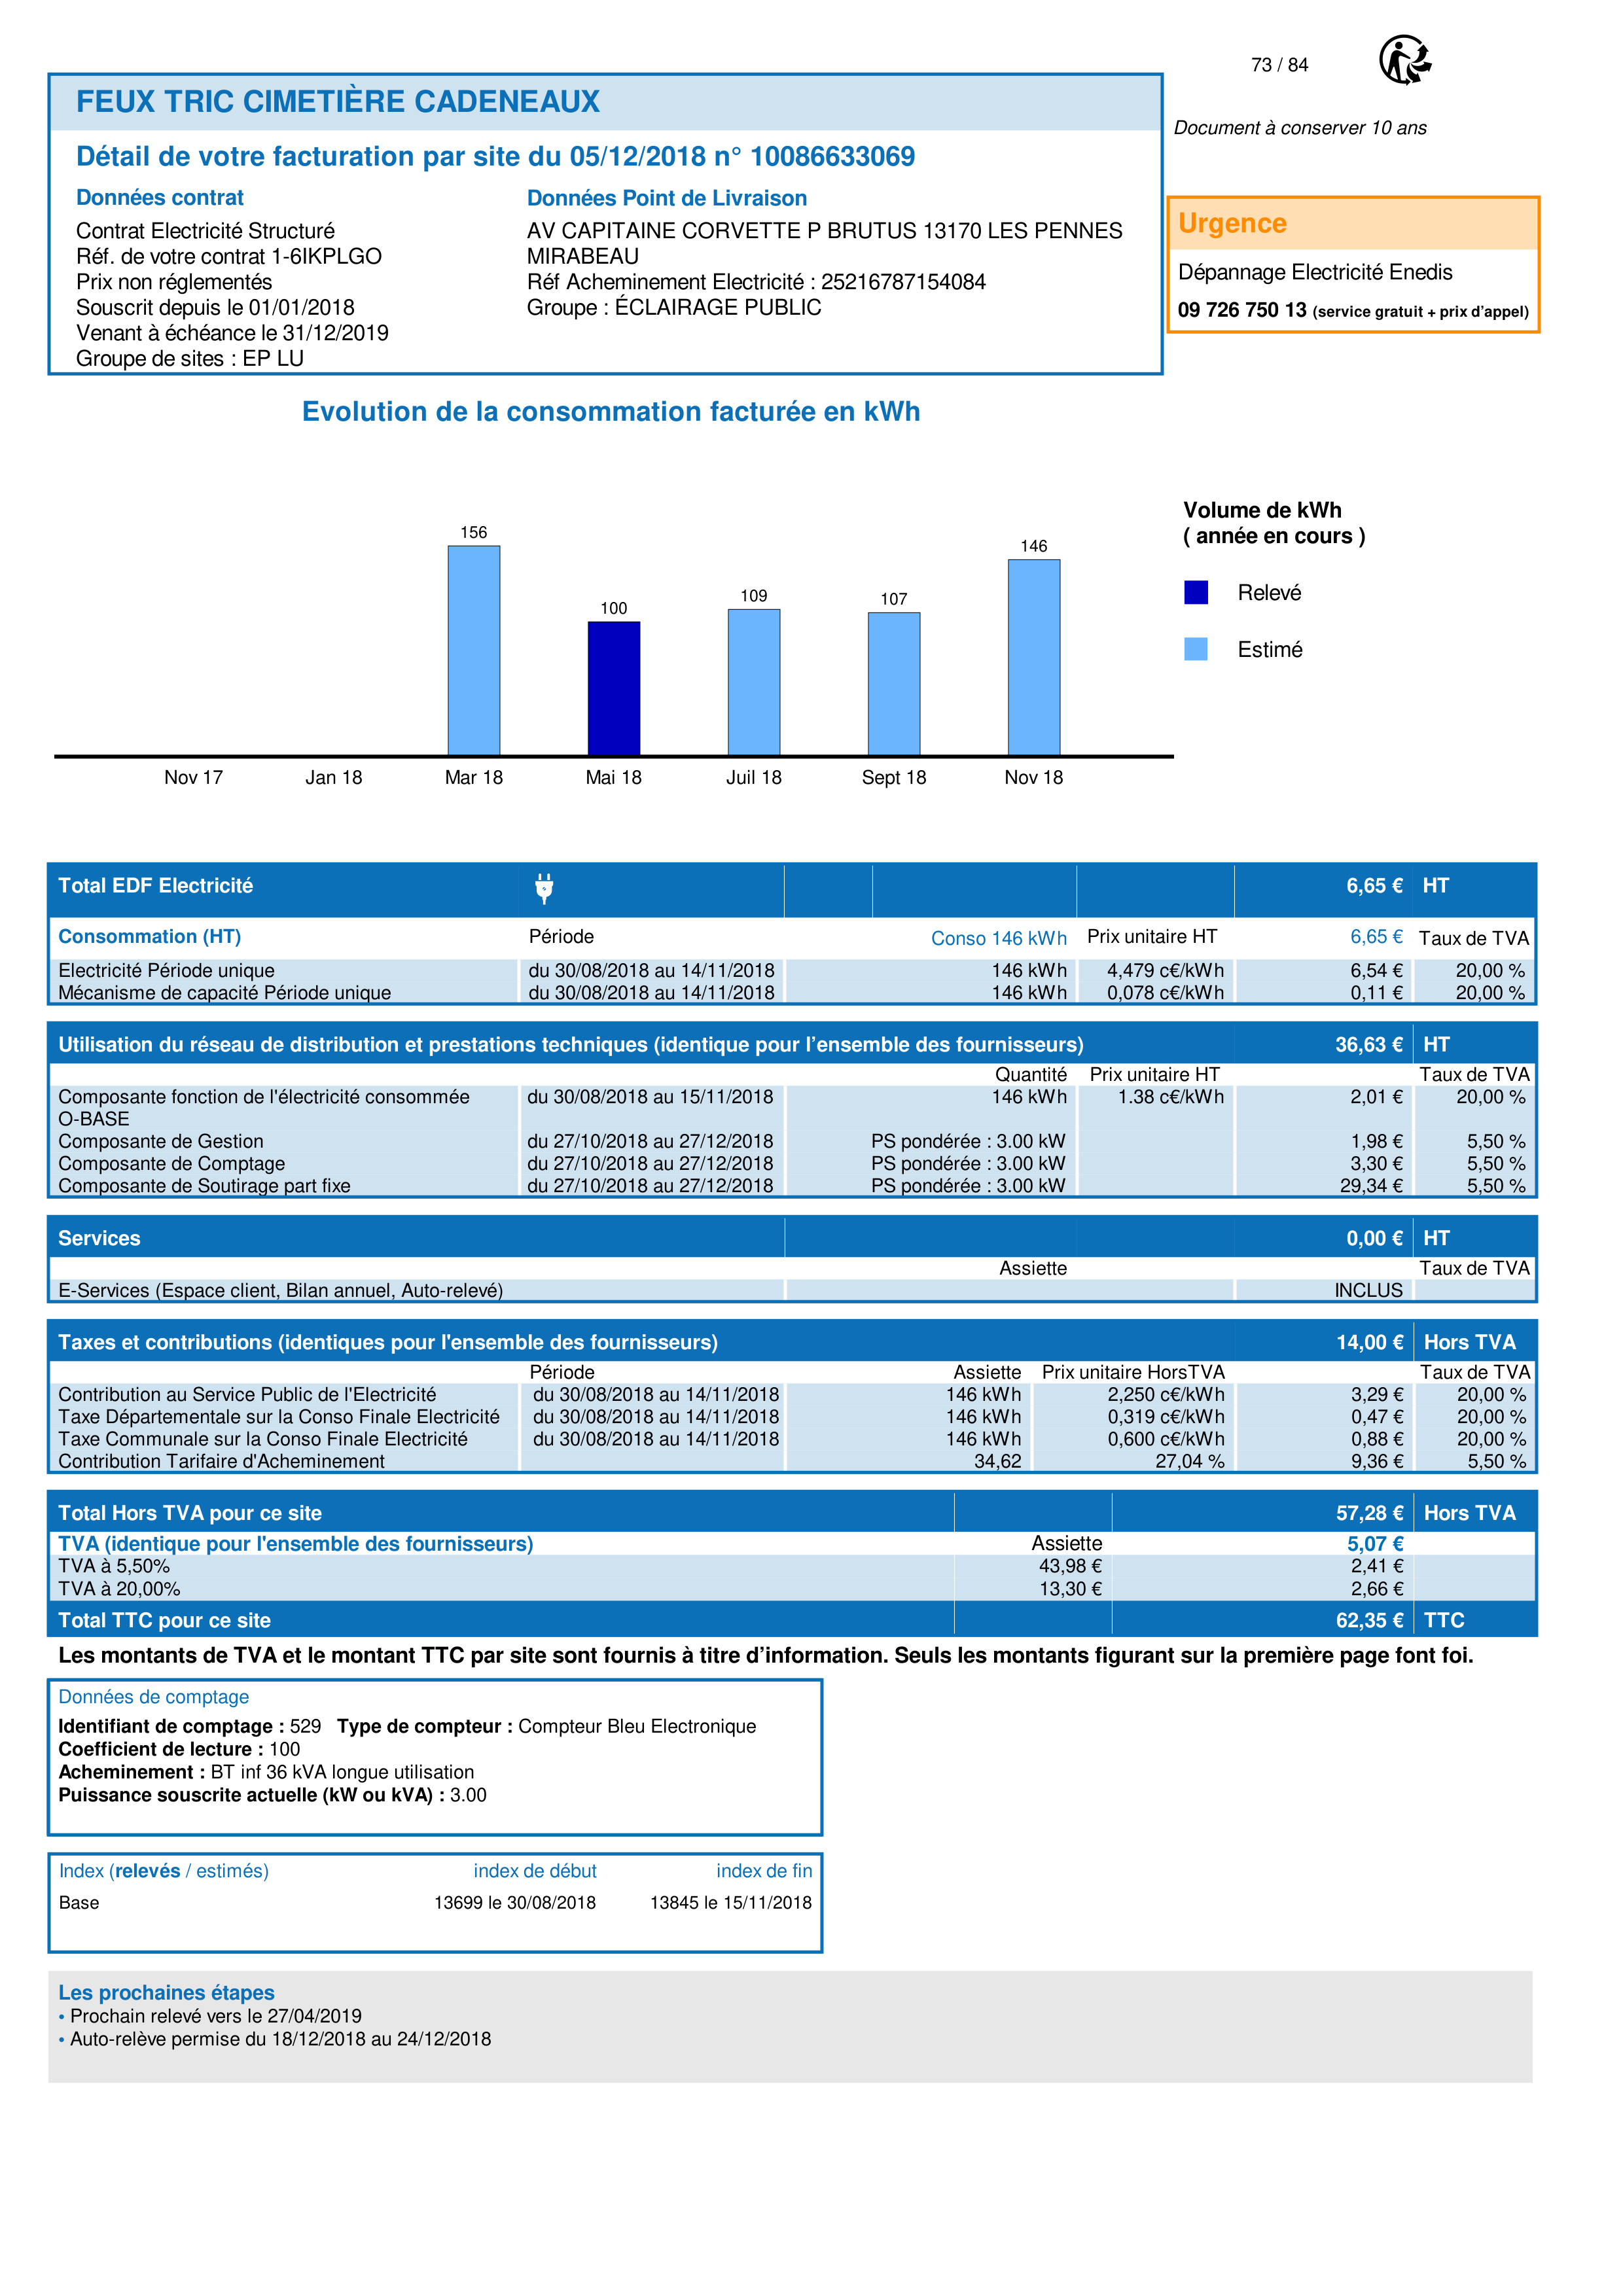 73 / 84
FEUX TRIC CIMETIÈRE CADENEAUX
Document à conserver 10 ans
Détail de votre facturation par site du 05/12/2018 n° 10086633069
Données contrat
Contrat Electricité Structuré
Réf. de votre contrat 1-6IKPLGO
Prix non réglementés
Souscrit depuis le 01/01/2018
Venant à échéance le 31/12/2019
Groupe de sites : EP LU
Données Point de Livraison
AV CAPITAINE CORVETTE P BRUTUS 13170 LES PENNES
MIRABEAU
Réf Acheminement Electricité : 25216787154084
Groupe : ÉCLAIRAGE PUBLIC
Urgence
Dépannage Electricité Enedis
09 726 750 13 (service gratuit + prix d’appel)
Evolution de la consommation facturée en kWh
156
100
109
107
146
Nov 17 Jan 18 Mar 18 Mai 18 Juil 18 Sept 18 Nov 18
Volume de kWh
( année en cours )
Relevé
Estimé
Total EDF Electricité 6,65 € HT
Consommation (HT) Période Conso 146 kWh Prix unitaire HT 6,65 € Taux de TVA
Electricité Période unique du 30/08/2018 au 14/11/2018 146 kWh 4,479 c€/kWh 6,54 € 20,00 %
Mécanisme de capacité Période unique du 30/08/2018 au 14/11/2018 146 kWh 0,078 c€/kWh 0,11 € 20,00 %
Utilisation du réseau de distribution et prestations techniques (identique pour l’ensemble des fournisseurs) 36,63 € HT
Quantité Prix unitaire HT Taux de TVA
Composante fonction de l'électricité consommée du 30/08/2018 au 15/11/2018 146 kWh 1.38 c€/kWh 2,01 € 20,00 %
O-BASE
Composante de Gestion du 27/10/2018 au 27/12/2018 PS pondérée : 3.00 kW 1,98 € 5,50 %
Composante de Comptage du 27/10/2018 au 27/12/2018 PS pondérée : 3.00 kW 3,30 € 5,50 %
Composante de Soutirage part fixe du 27/10/2018 au 27/12/2018 PS pondérée : 3.00 kW 29,34 € 5,50 %
Services 0,00 € HT
Assiette Taux de TVA
E-Services (Espace client, Bilan annuel, Auto-relevé) INCLUS
Taxes et contributions (identiques pour l'ensemble des fournisseurs) 14,00 € Hors TVA
Période Assiette Prix unitaire HorsTVA Taux de TVA
Contribution au Service Public de l'Electricité du 30/08/2018 au 14/11/2018 146 kWh 2,250 c€/kWh 3,29 € 20,00 %
Taxe Départementale sur la Conso Finale Electricité du 30/08/2018 au 14/11/2018 146 kWh 0,319 c€/kWh 0,47 € 20,00 %
Taxe Communale sur la Conso Finale Electricité du 30/08/2018 au 14/11/2018 146 kWh 0,600 c€/kWh 0,88 € 20,00 %
Contribution Tarifaire d'Acheminement 34,62 27,04 % 9,36 € 5,50 %
Total Hors TVA pour ce site 57,28 € Hors TVA
TVA (identique pour l'ensemble des fournisseurs) Assiette 5,07 €
TVA à 5,50% 43,98 € 2,41 €
TVA à 20,00% 13,30 € 2,66 €
Total TTC pour ce site 62,35 € TTC
Les montants de TVA et le montant TTC par site sont fournis à titre d’information. Seuls les montants figurant sur la première page font foi.
Données de comptage
Identifiant de comptage : 529 Type de compteur : Compteur Bleu Electronique
Coefficient de lecture : 100
Acheminement : BT inf 36 kVA longue utilisation
Puissance souscrite actuelle (kW ou kVA) : 3.00
Index (relevés / estimés) index de début index de fin
Base 13699 le 30/08/2018 13845 le 15/11/2018
Les prochaines étapes
• Prochain relevé vers le 27/04/2019
• Auto-relève permise du 18/12/2018 au 24/12/2018